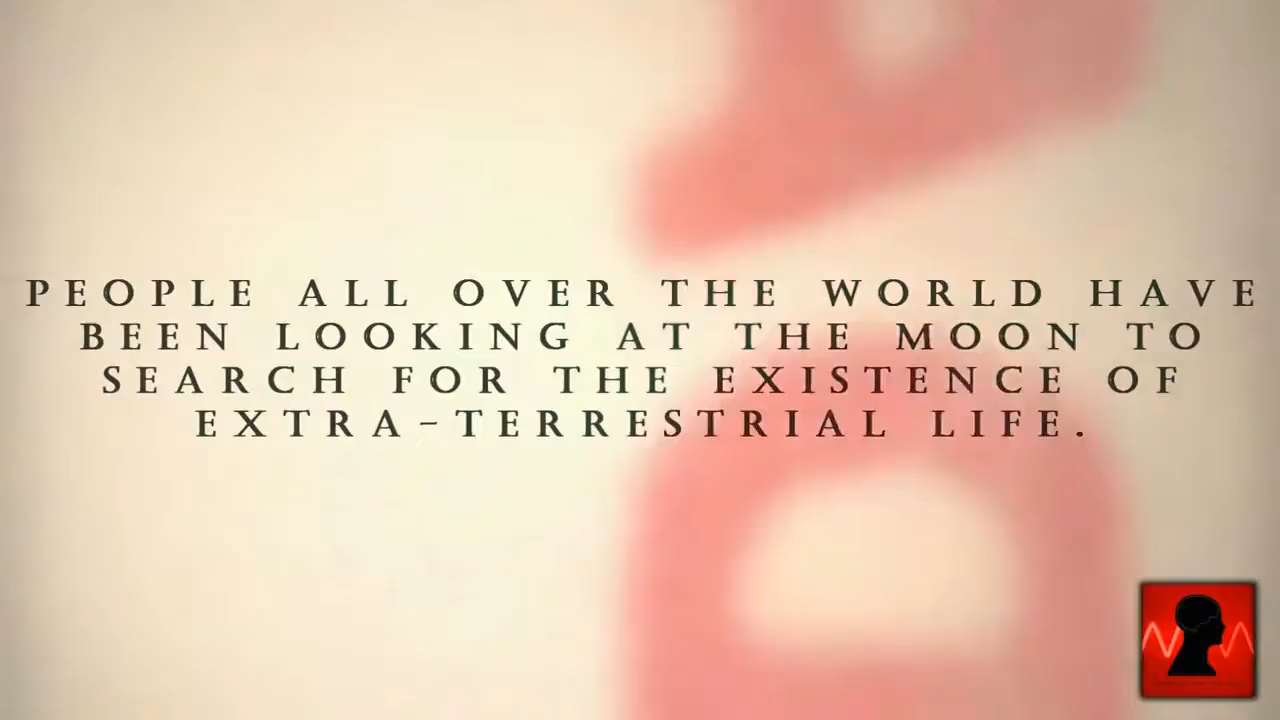 PEOPLE ALL OVER THE WORLD HAVE
BEEN LOOKING AT THE MOON TO
SEARCH FOR THE EXISTENCE OF
EXTRA-TERRESTRIAL LIFE.